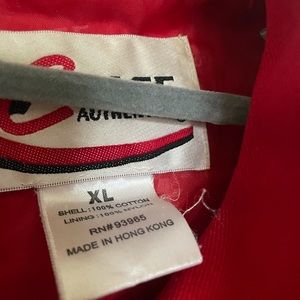 XL
SHELL: 100% COTTON
LINING: 100% NYLON
RN#93965
MADE IN HONG KONG